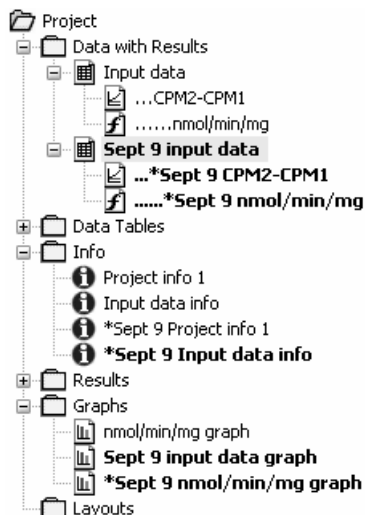 Project
Data with Results
Input data
...CPM2-CPM1
......nmol/min/mg
Sept 9 input data
...*Sept 9 CPM2-CPM1
......*Sept 9 nmol/min/mg
Data Tables
Info
Project info 1
Input data info
*Sept 9 Project info 1
*Sept 9 Input data info
Results
Graphs
nmol/min/mg graph
Sept 9 input data graph
*Sept 9 nmol/min/mg graph
Layouts